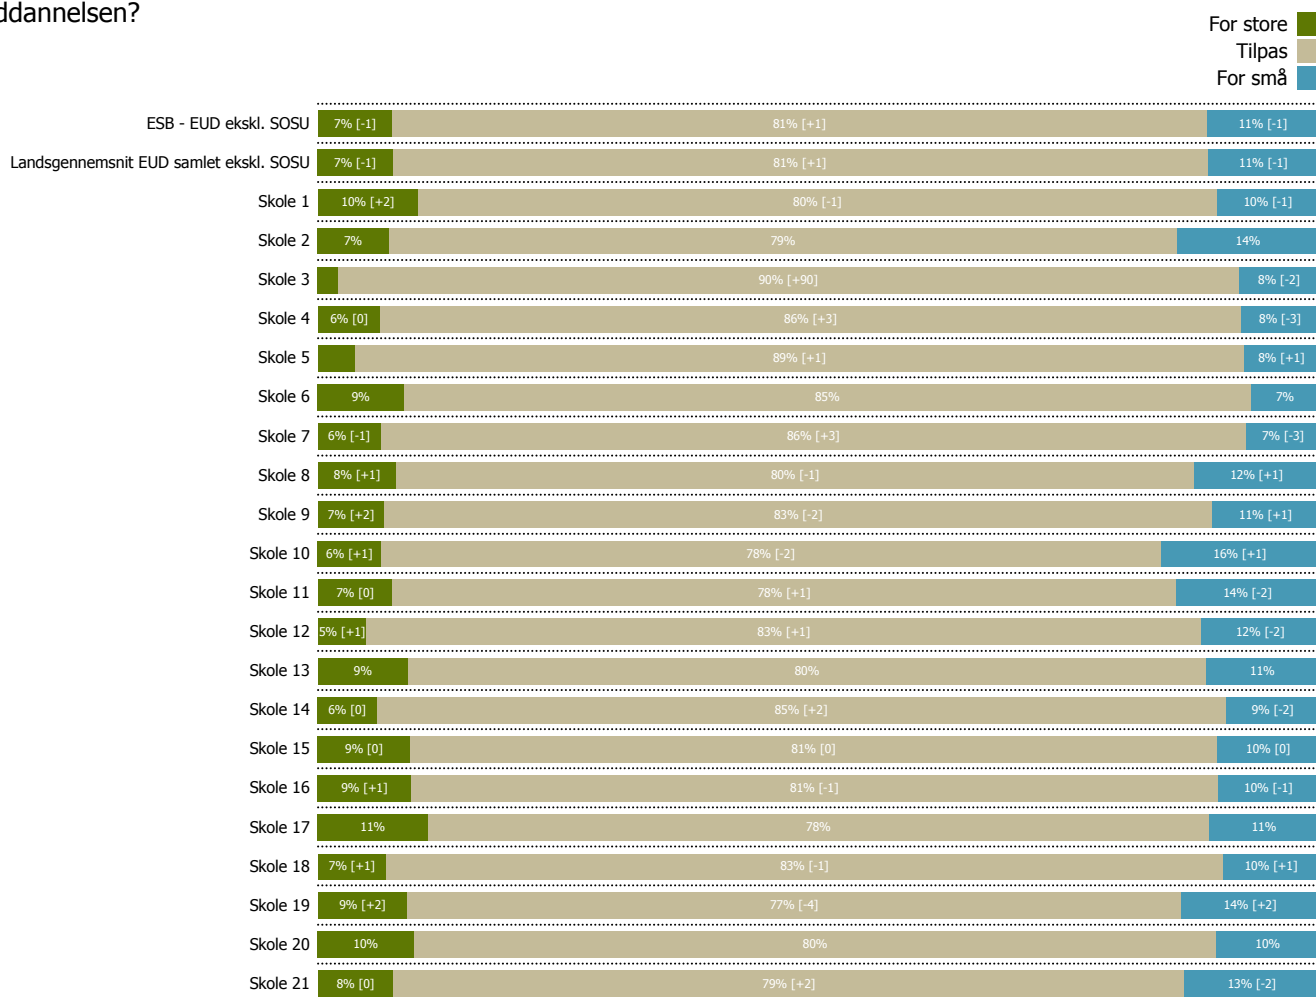 ddannelsen?
For store
Tilpas
For små
ESB - EUD ekskl. SOSU 7% [-1] 81% [+1] 11% [-1]
Landsgennemsnit EUD samlet ekskl. SOSU 7% [-1] 81% [+1] 11% [-1]
Skole 1 10% [+2] 80% [-1] 10% [-1]
Skole 2 7% 79% 14%
Skole 3 90% [+90] 8% [-2]
Skole 4 6% [0] 86% [+3] 8% [-3]
Skole 5 89% [+1] 8% [+1]
Skole 6 9% 85% 7%
Skole 7 6% [-1] 86% [+3] 7% [-3]
Skole 8 8% [+1] 80% [-1] 12% [+1]
Skole 9 7% [+2] 83% [-2] 11% [+1]
Skole 10 6% [+1] 78% [-2] 16% [+1]
Skole 11 7% [0] 78% [+1] 14% [-2]
Skole 12 5% [+1] 83% [+1] 12% [-2]
Skole 13 9% 80% 11%
Skole 14 6% [0] 85% [+2] 9% [-2]
Skole 15 9% [0] 81% [0] 10% [0]
Skole 16 9% [+1] 81% [-1] 10% [-1]
Skole 17 11% 78% 11%
Skole 18 7% [+1] 83% [-1] 10% [+1]
Skole 19 9% [+2] 77% [-4] 14% [+2]
Skole 20 10% 80% 10%
Skole 21 8% [0] 79% [+2] 13% [-2]